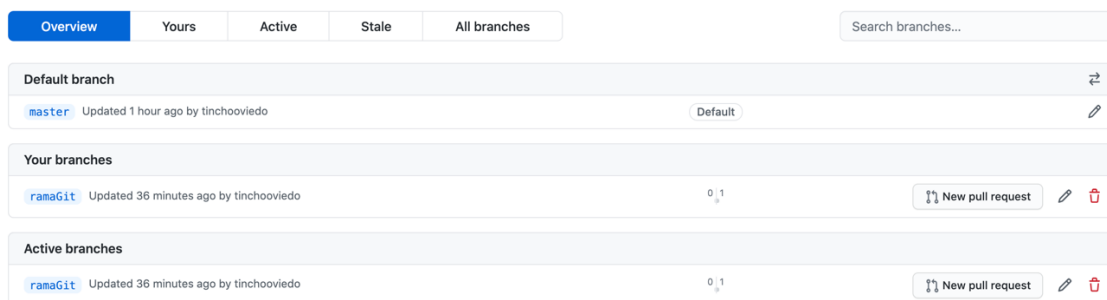 Overview Yours Active Stale All branches Search branches...
Default branch
master Updated 1 hour ago by tinchooviedo Default
Your branches
ramaGit Updated 36 minutes ago by tinchooviedo 0 1 New pull request
Active branches
ramaGit Updated 36 minutes ago by tinchooviedo 0 1 New pull request